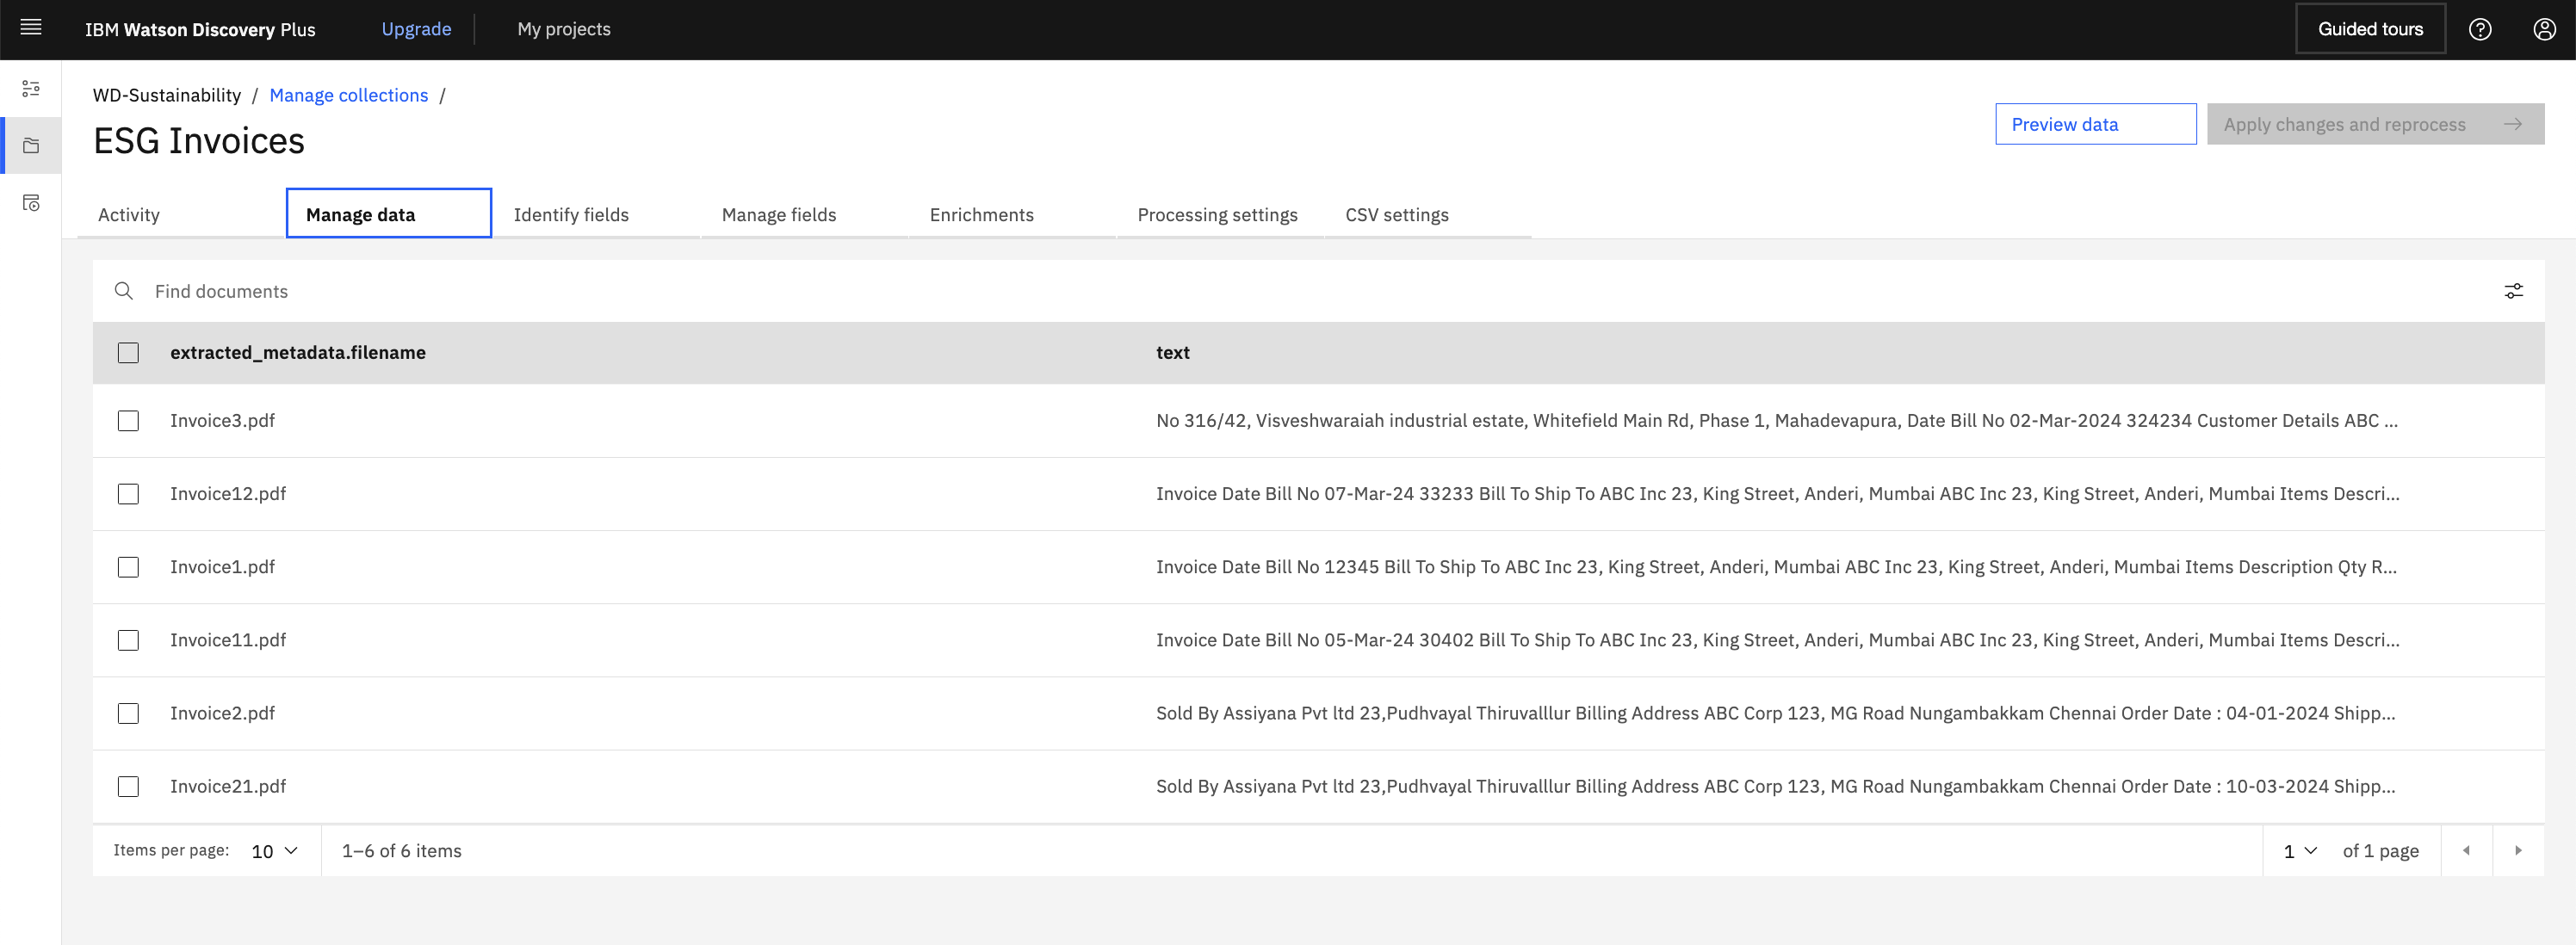 IBM Watson Discovery Plus Upgrade My projects Guided tours
WD-Sustainability / Manage collections /
ESG Invoices
Preview data Apply changes and reprocess
Activity Manage data Identify fields Manage fields Enrichments Processing settings CSV settings
Find documents
extracted_metadata.filename text
Invoice3.pdf No 316/42, Visveshwaraiah industrial estate, Whitefield Main Rd, Phase 1, Mahadevapura, Date Bill No 02-Mar-2024 324234 Customer Details ABC ...
Invoice12.pdf Invoice Date Bill No 07-Mar-24 33233 Bill To Ship To ABC Inc 23, King Street, Anderi, Mumbai ABC Inc 23, King Street, Anderi, Mumbai Items Descri...
Invoice1.pdf Invoice Date Bill No 12345 Bill To Ship To ABC Inc 23, King Street, Anderi, Mumbai ABC Inc 23, King Street, Anderi, Mumbai Items Description Qty R...
Invoice11.pdf Invoice Date Bill No 05-Mar-24 30402 Bill To Ship To ABC Inc 23, King Street, Anderi, Mumbai ABC Inc 23, King Street, Anderi, Mumbai Items Descri...
Invoice2.pdf Sold By Assiyana Pvt ltd 23,Pudhvayal Thiruvalllur Billing Address ABC Corp 123, MG Road Nungambakkam Chennai Order Date : 04-01-2024 Shipp...
Invoice21.pdf Sold By Assiyana Pvt ltd 23,Pudhvayal Thiruvalllur Billing Address ABC Corp 123, MG Road Nungambakkam Chennai Order Date : 10-03-2024 Shipp...
Items per page: 10 1–6 of 6 items 1 of 1 page